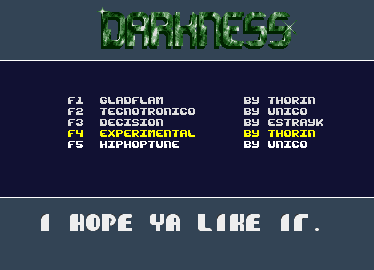 DARKNESS
F1 GLADFLAM BY THORIN
F2 TECNOTRONICO BY UNICO
F3 DECISION BY ESTRAYK
F4 EXPERIMENTAL BY THORIN
F5 HIPHOPTUNE BY UNICO
I HOPE YA LIKE IT.